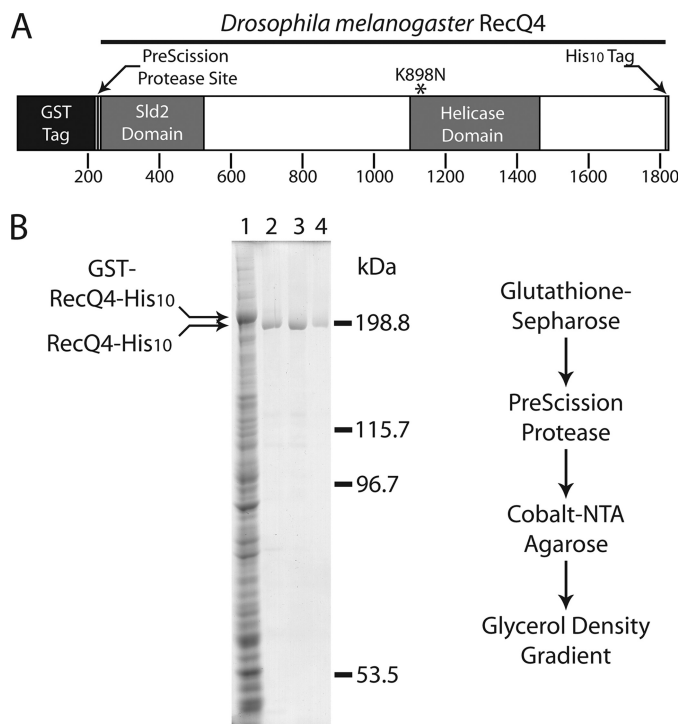 A
Drosophila melanogaster RecQ4
PreScission
Protease Site
K898N
*
His10 Tag
GST
Tag
Sld2
Domain
Helicase
Domain
200 400 600 800 1000 1200 1400 1600 1800
B
1 2 3 4
kDa
GST-
RecQ4-His10
RecQ4-His10
198.8
115.7
96.7
53.5
Glutathione-
Sepharose
PreScission
Protease
Cobalt-NTA
Agarose
Glycerol Density
Gradient